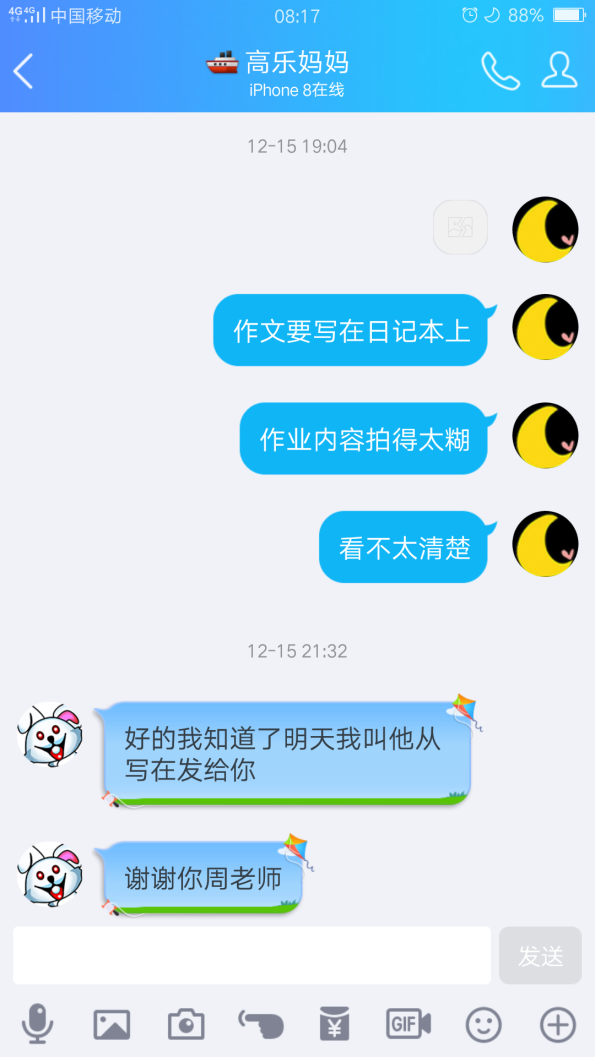 4G 4G 中国移动 08:17 88%
高乐妈妈
iPhone 8在线
12-15 19:04
作文要写在日记本上
作业内容拍得太糊
看不太清楚
12-15 21:32
好的我知道了明天我叫他从
写在发给你
谢谢你周老师
发送
GIF